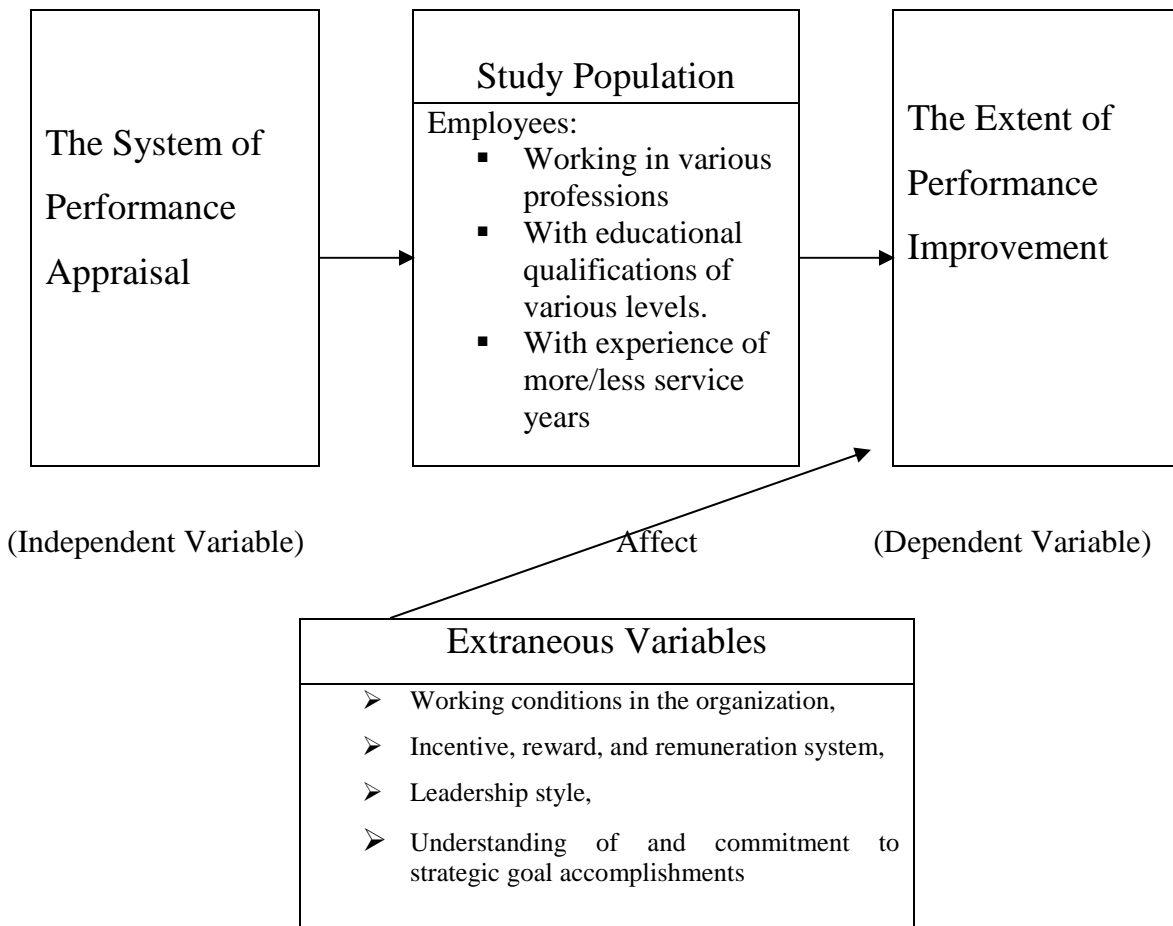 The System of
Performance
Appraisal
Study Population
Employees:
▪ Working in various
professions
▪ With educational
qualifications of
various levels.
▪ With experience of
more/less service
years
The Extent of
Performance
Improvement
(Independent Variable)
Affect
(Dependent Variable)
Extraneous Variables
➢ Working conditions in the organization,
➢ Incentive, reward, and remuneration system,
➢ Leadership style,
➢ Understanding of and commitment to
strategic goal accomplishments